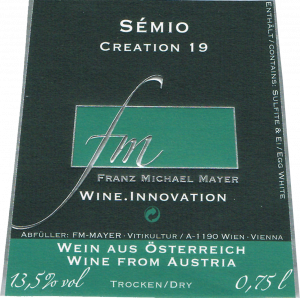 SÉMIO
CREATION 19
fm
FRANZ MICHAEL MAYER
WINE.INNOVATION
ABFÜLLER: FM-MAYER · VITIKULTUR / A-1190 WIEN · VIENNA
WEIN AUS ÖSTERREICH
WINE FROM AUSTRIA
13,5% vol
TROCKEN/DRY
0,75 l
ENTHÄLT/CONTAINS: SULFITE & EI/EGG WHITE